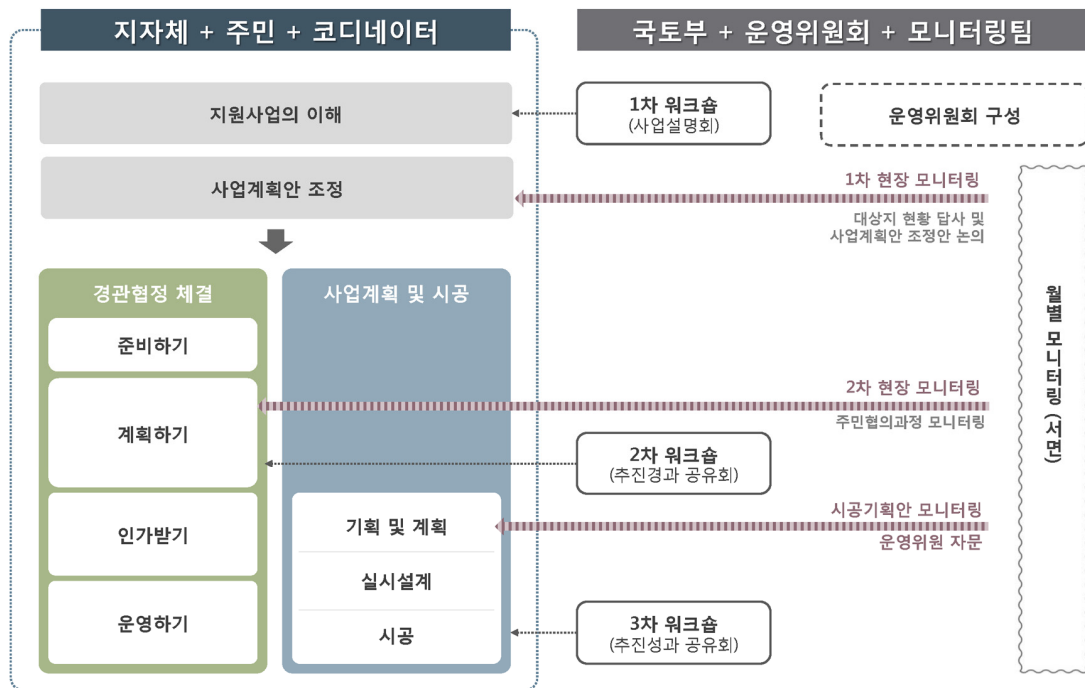 지자체 + 주민 + 코디네이터
국토부 + 운영위원회 + 모니터링팀
지원사업의 이해
1차 워크숍
(사업설명회)
운영위원회 구성
사업계획안 조정
1차 현장 모니터링
대상지 현황 답사 및
사업계획안 조정안 논의
경관협정 체결
사업계획 및 시공
월별 모니터링 (서면)
준비하기
계획하기
2차 현장 모니터링
주민협의과정 모니터링
2차 워크숍
(추진경과 공유회)
인가받기
기획 및 계획
시공기획안 모니터링
운영위원 자문
실시설계
운영하기
시공
3차 워크숍
(추진성과 공유회)